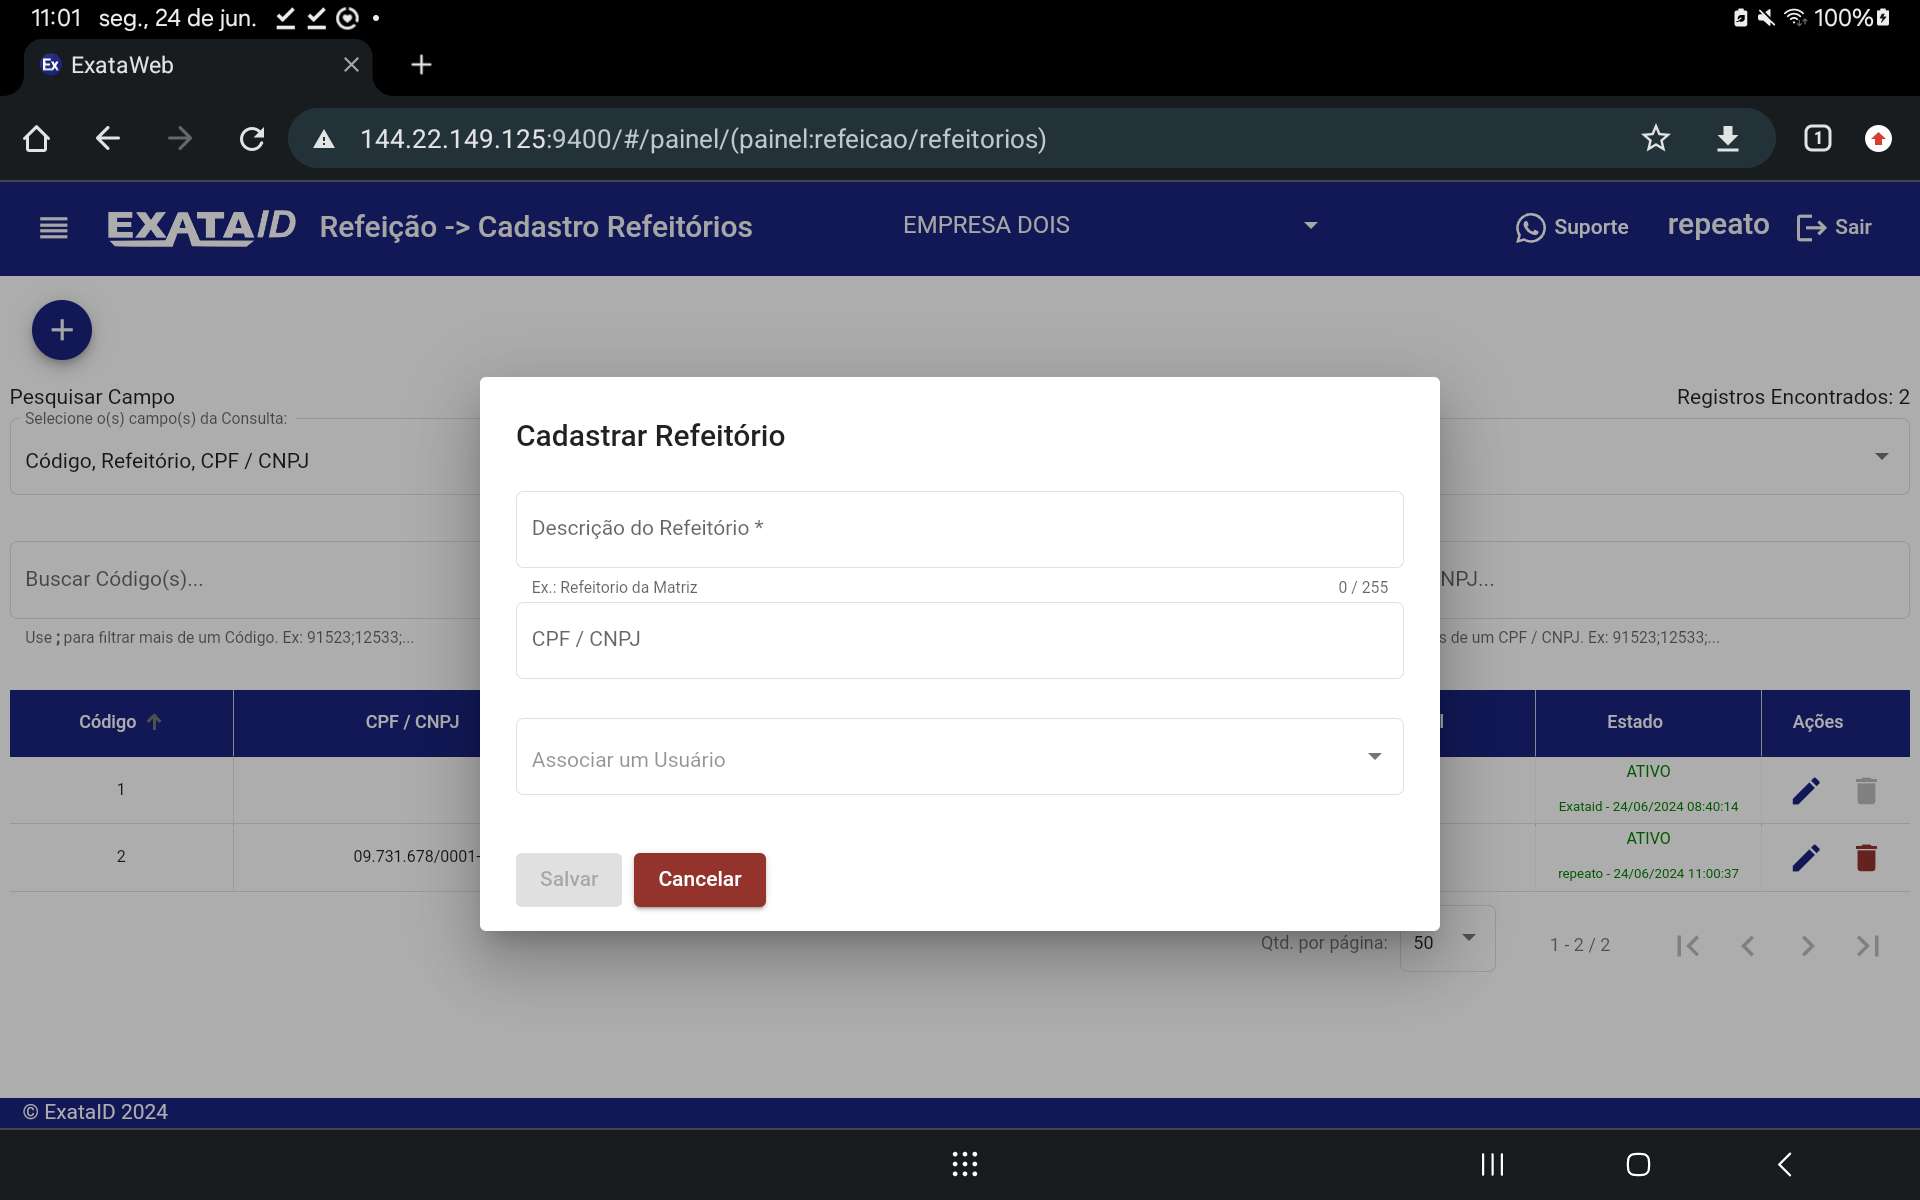 11:01 seg., 24 de jun.
100%
Ex ExataWeb
144.22.149.125:9400/#/painel/(painel:refeicao/refeitorios)
1
EXATAID Refeição -> Cadastro Refeitórios
EMPRESA DOIS
Suporte
repeato
Sair
Pesquisar Campo
Registros Encontrados: 2
Selecione o(s) campo(s) da Consulta:
Código, Refeitório, CPF / CNPJ
Buscar Código(s)...
NPJ...
Use ; para filtrar mais de um Código. Ex: 91523;12533;...
s de um CPF / CNPJ. Ex: 91523;12533;...
Cadastrar Refeitório
Descrição do Refeitório *
Ex.: Refeitorio da Matriz
0 / 255
CPF / CNPJ
Associar um Usuário
Salvar
Cancelar
Código
CPF / CNPJ
Estado
Ações
1
ATIVO
Exataid - 24/06/2024 08:40:14
2
09.731.678/0001-
ATIVO
repeato - 24/06/2024 11:00:37
Qtd. por página:
50
1 - 2 / 2
© ExataID 2024